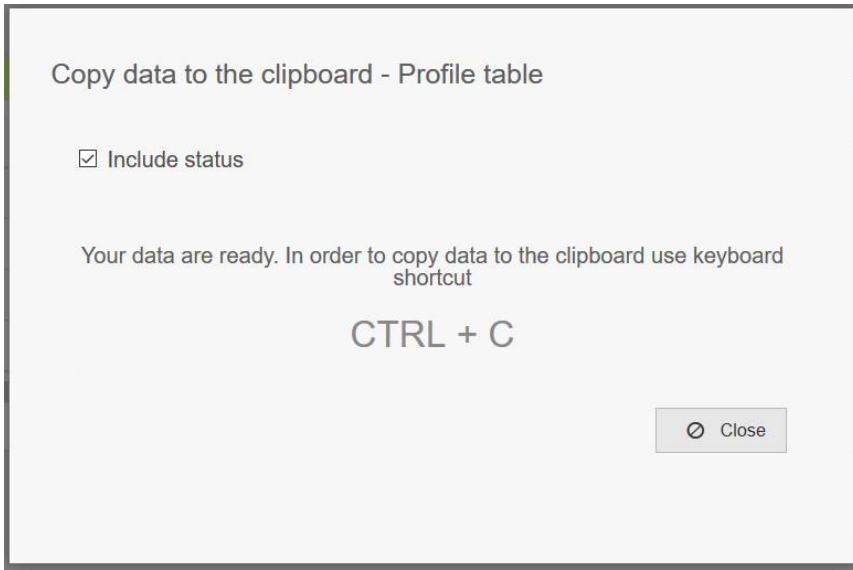 Copy data to the clipboard - Profile table
Include status
Your data are ready. In order to copy data to the clipboard use keyboard
shortcut
CTRL + C
Close